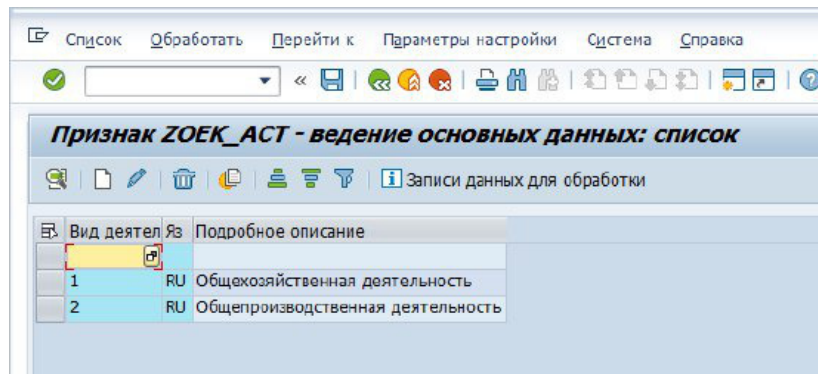 Список Обработать Перейти к Параметры настройки Система Справка
Признак ZOEK_ACT - ведение основных данных: список
Записи данных для обработки
Вид деятел Яз Подробное описание
1 RU Общехозяйственная деятельность
2 RU Общепроизводственная деятельность